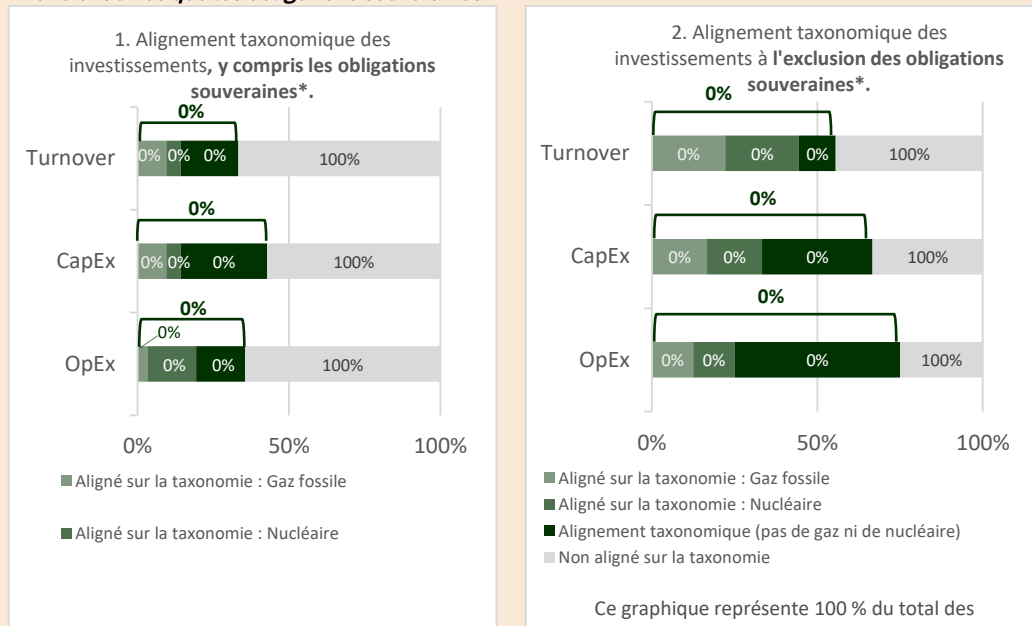 1. Alignement taxonomique des
investissements, y compris les obligations
souveraines*.
0%
Turnover
0% 0% 0% 100%
0%
CapEx
0% 0% 0% 100%
0%
0%
OpEx
0% 0% 100%
0% 50% 100%
Aligné sur la taxonomie : Gaz fossile
Aligné sur la taxonomie : Nucléaire
2. Alignement taxonomique des
investissements à l'exclusion des obligations
souveraines*.
0%
Turnover
0% 0% 0% 100%
0%
CapEx
0% 0% 0% 100%
0%
OpEx
0% 0% 0% 100%
0% 50% 100%
Aligné sur la taxonomie : Gaz fossile
Aligné sur la taxonomie : Nucléaire
Alignement taxonomique (pas de gaz ni de nucléaire)
Non aligné sur la taxonomie
Ce graphique représente 100 % du total des